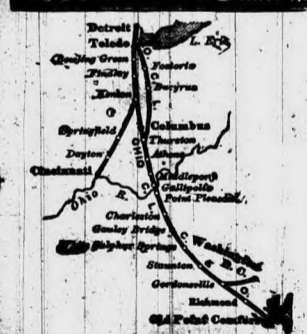 Detroit
Toledo
L. Erie
Bowling Green
Fostoria
Findlay
Bucyrus
Kenton
Columbus
Springfield
Thurston
Dayton
Athens
Cincinnati
Middleport
Gallipolis
Ohio R.
Point Pleasant
Charleston
Gauley Bridge
Washington
Sulphur Springs
D.C.
Staunton
Gordonsville
Richmond
Old Point Comfort
OHIO
C.
L.